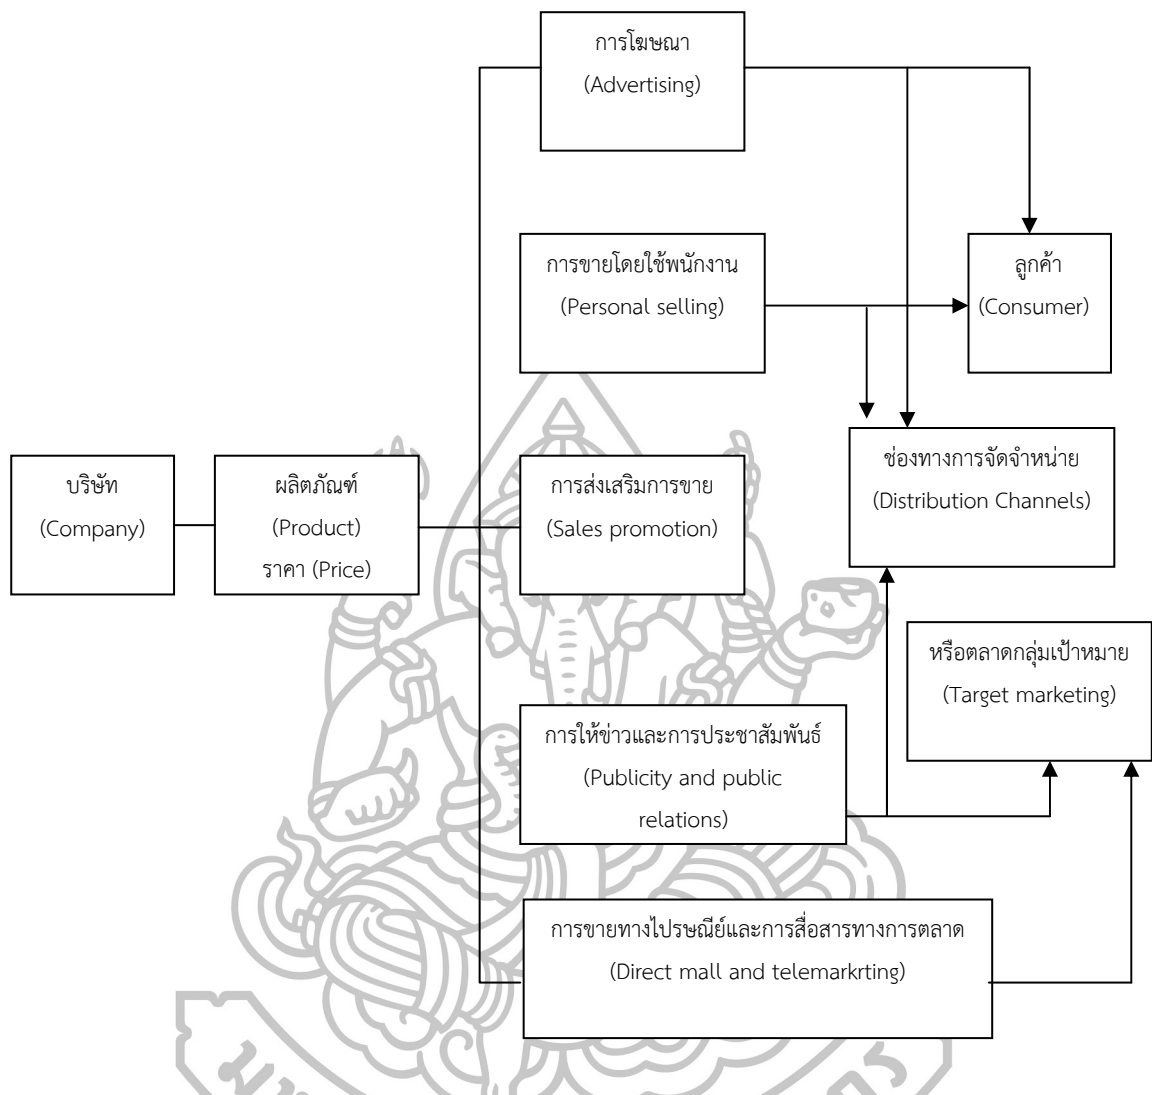 การโฆษณา
(Advertising)
การขายโดยใช้พนักงาน
(Personal selling)
ลูกค้า
(Consumer)
ช่องทางการจัดจำหน่าย
(Distribution Channels)
บริษัท
(Company)
ผลิตภัณฑ์
(Product)
ราคา (Price)
การส่งเสริมการขาย
(Sales promotion)
หรือตลาดกลุ่มเป้าหมาย
(Target marketing)
การให้ข่าวและการประชาสัมพันธ์
(Publicity and public
relations)
การขายทางไปรษณีย์และการสื่อสารทางการตลาด
(Direct mall and telemarkrting)